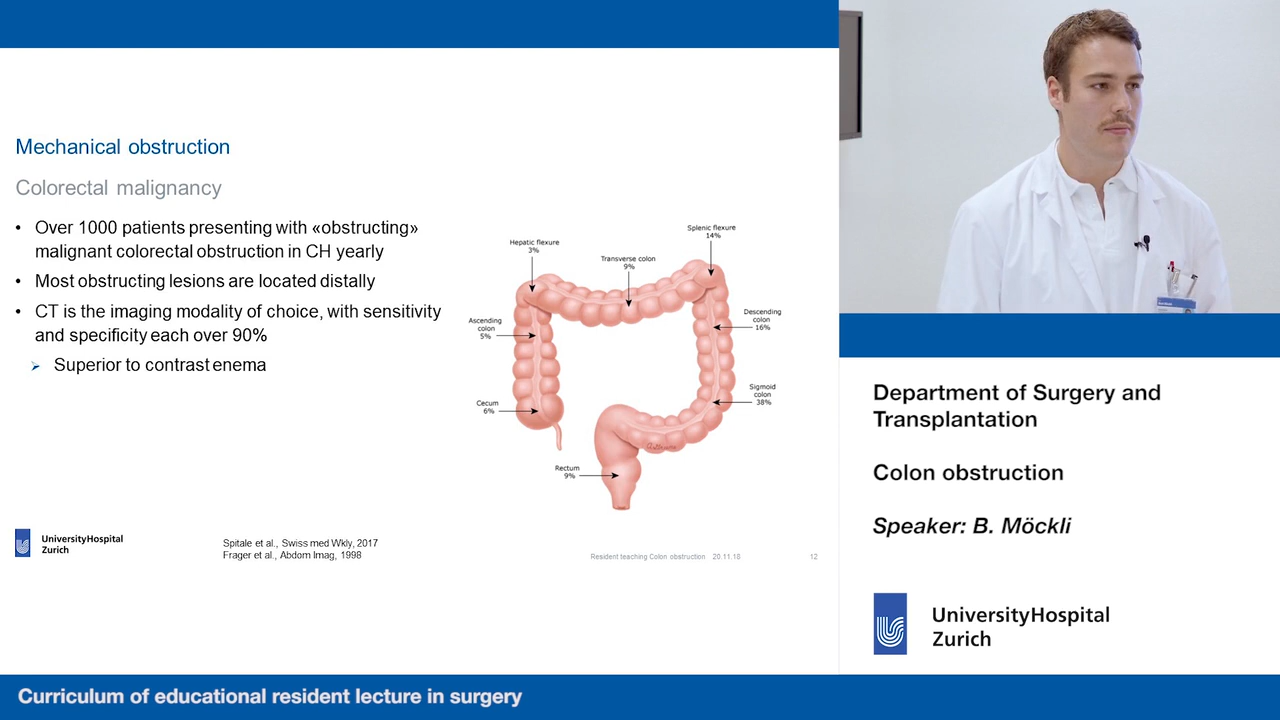 Mechanical obstruction
Colorectal malignancy
• Over 1000 patients presenting with «obstructing»
malignant colorectal obstruction in CH yearly
• Most obstructing lesions are located distally
• CT is the imaging modality of choice, with sensitivity
and specificity each over 90%
➢ Superior to contrast enema
Splenic flexure
14%
Hepatic flexure
3%
Transverse colon
9%
Ascending
colon
5%
Descending
colon
16%
Sigmoid
colon
38%
Cecum
6%
Rectum
9%
UniversityHospital
Zurich
Spitale et al., Swiss med Wkly, 2017
Frager et al., Abdom Imag, 1998
Resident teaching Colon obstruction 20.11.18
12
Department of Surgery and
Transplantation
Colon obstruction
Speaker: B. Möckli
UniversityHospital
Zurich
Curriculum of educational resident lecture in surgery